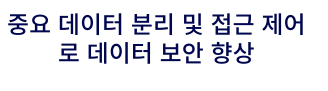 중요 데이터 분리 및 접근 제어
로 데이터 보안 향상